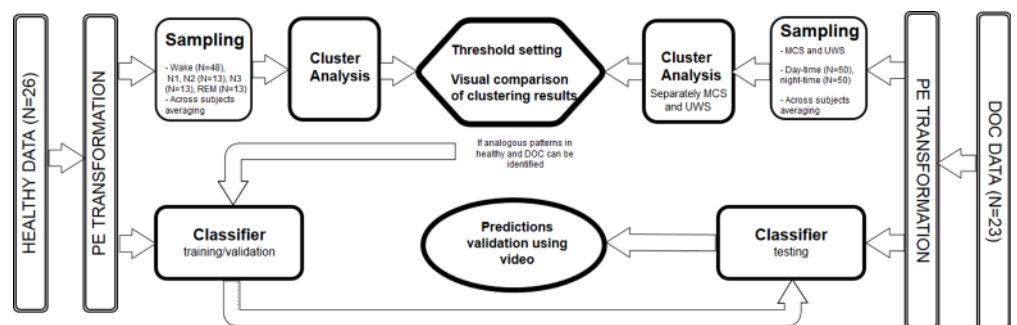 HEALTHY DATA (N=26)
PE TRANSFORMATION
Sampling
- Wake (N=48),
N1, N2 (N=13), N3
(N=13), REM (N=13)
- Across subjects
averaging
Cluster
Analysis
Threshold setting
Visual comparison
of clustering results
Cluster
Analysis
Separately MCS
and UWS
Sampling
- MCS and UWS
- Day-time (N=50),
night-time (N=50)
- Across subjects
averaging
PE TRANSFORMATION
DOC DATA (N=23)
If analogous patterns in
healthy and DOC can be
identified
Classifier
training/validation
Predictions
validation using
video
Classifier
testing